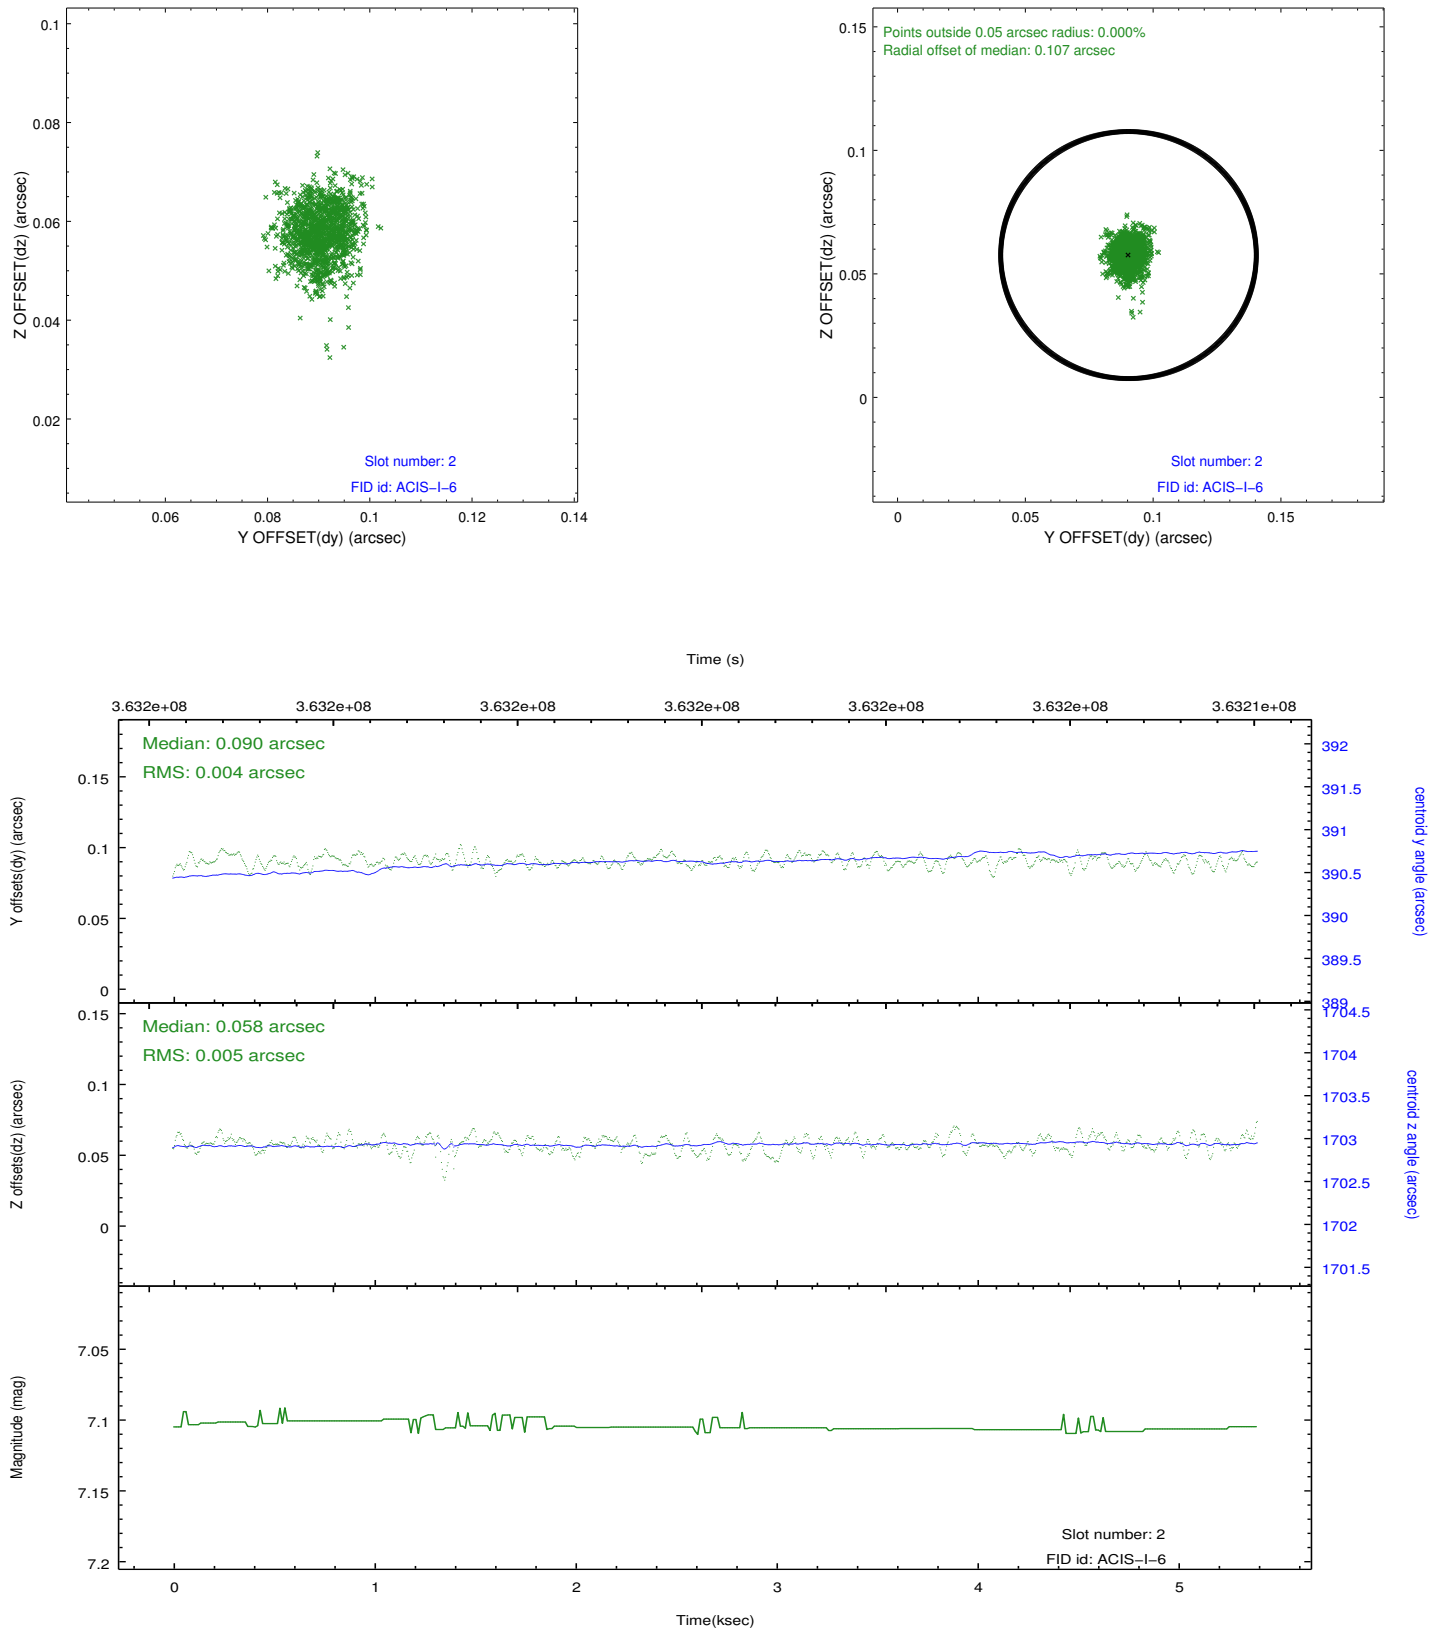 0.1
0.08
0.06
0.04
0.02
Z OFFSET(dz) (arcsec)
Slot number: 2
FID id: ACIS−I−6
0.06 0.08 0.1 0.12 0.14
Y OFFSET(dy) (arcsec)
Points outside 0.05 arcsec radius: 0.000%
Radial offset of median: 0.107 arcsec
0.15
0.1
0.05
0
Z OFFSET(dz) (arcsec)
Slot number: 2
FID id: ACIS−I−6
0 0.05 0.1 0.15
Y OFFSET(dy) (arcsec)
Time (s)
3.632e+08 3.632e+08 3.632e+08 3.632e+08 3.632e+08 3.632e+08 3.6321e+08
Median: 0.090 arcsec
RMS: 0.004 arcsec
0.15
0.1
0.05
0
Y offsets(dy) (arcsec)
392
391.5
391
390.5
390
389.5
389
centroid y angle (arcsec)
Median: 0.058 arcsec
RMS: 0.005 arcsec
0.15
0.1
0.05
0
Z offsets(dz) (arcsec)
1704.5
1704
1703.5
1703
1702.5
1702
1701.5
centroid z angle (arcsec)
7.05
7.1
7.15
7.2
Magnitude (mag)
Slot number: 2
FID id: ACIS−I−6
0 1 2 3 4 5
Time(ksec)